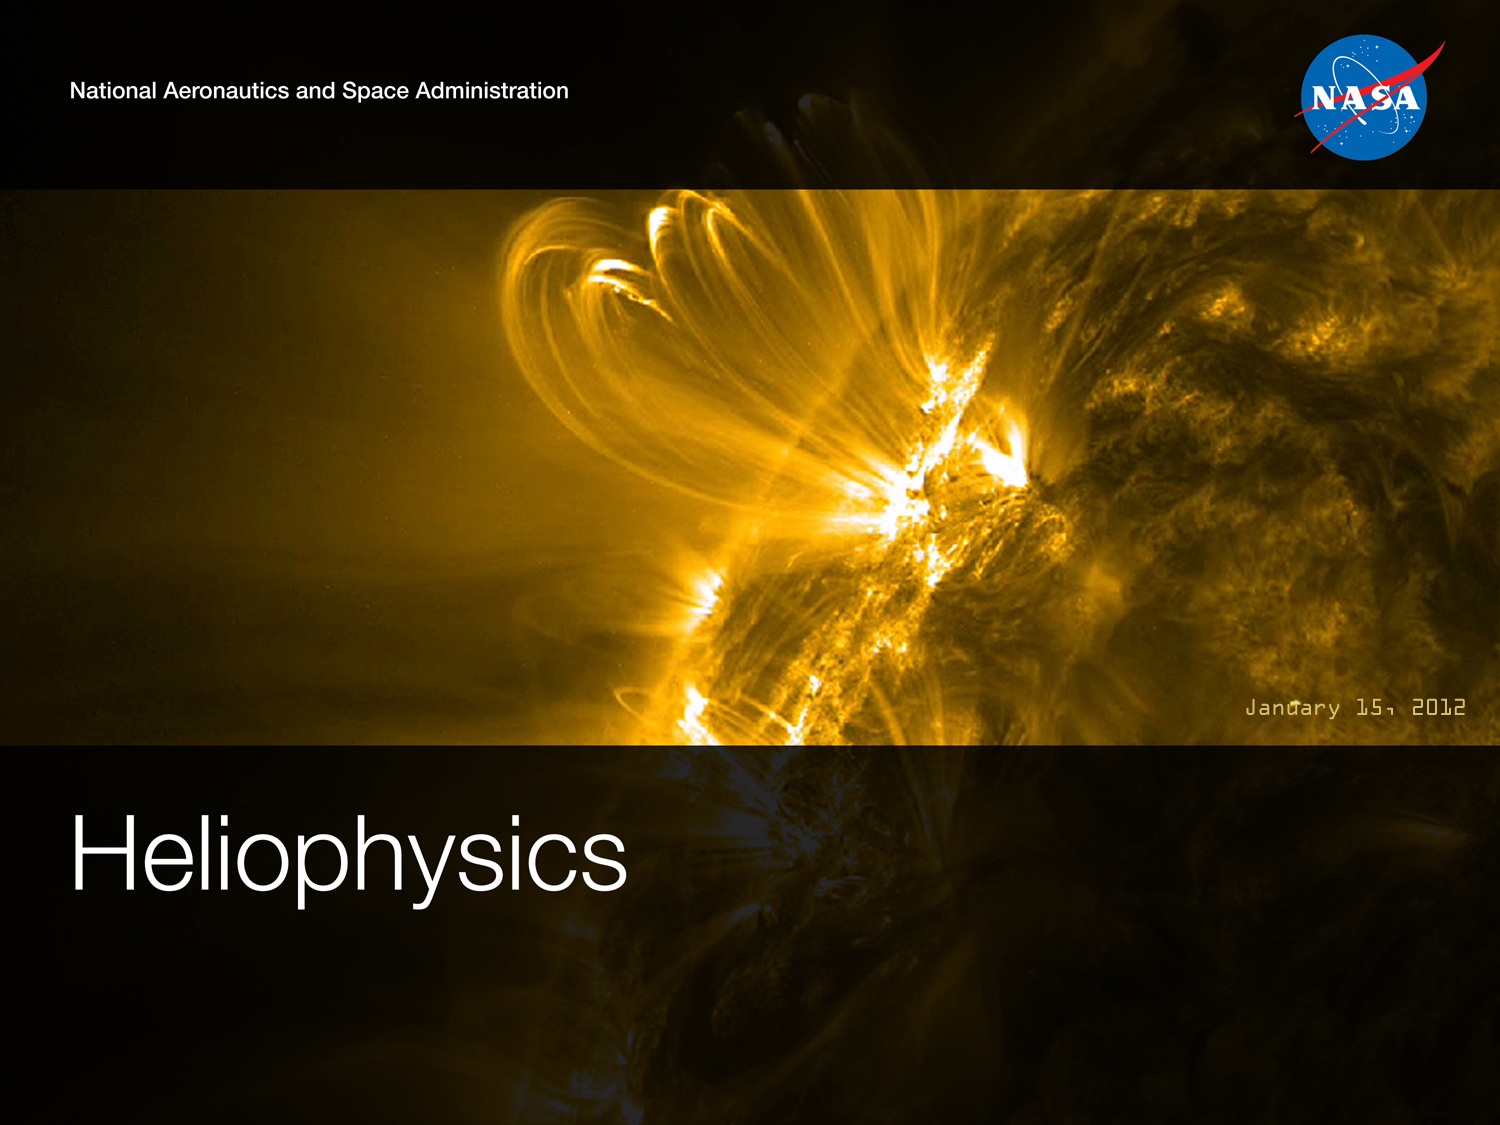 National Aeronautics and Space Administration
NASA
January 15, 2012
Heliophysics